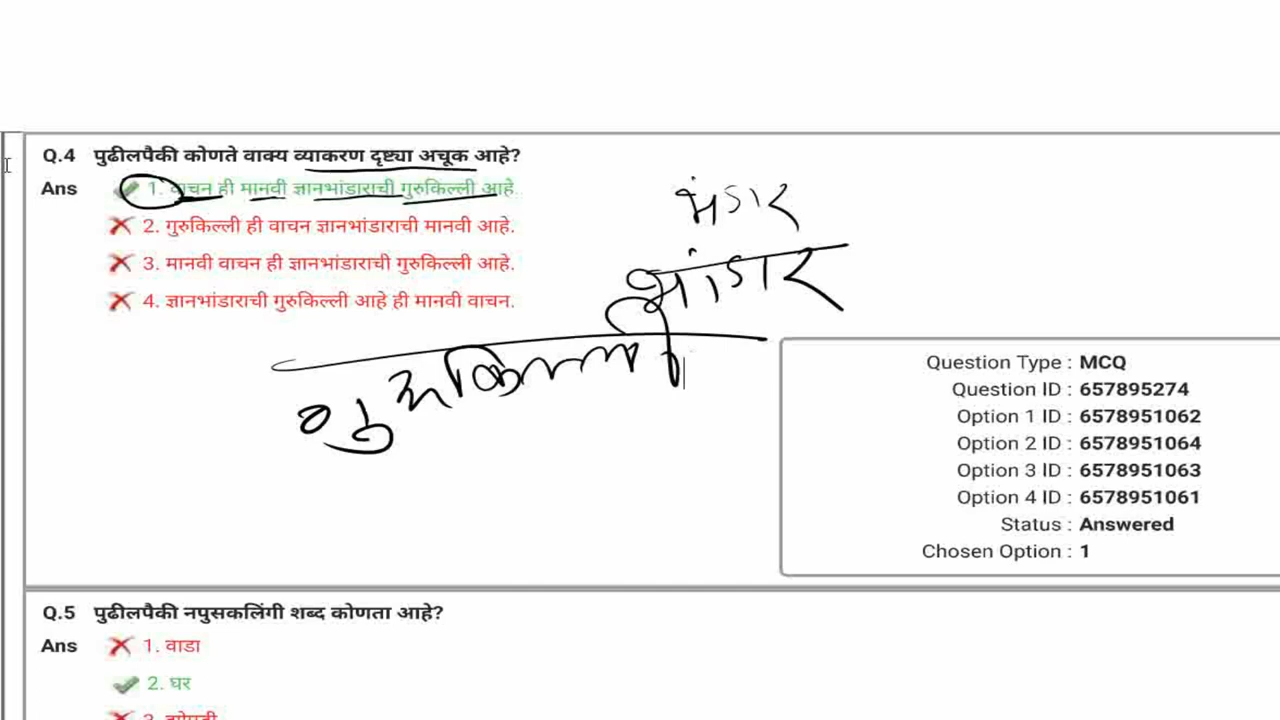 Q.4 पुढीलपैकी कोणते वाक्य व्याकरण दृष्ट्या अचूक आहे?
Ans 1. वाचन ही मानवी ज्ञानभांडाराची गुरुकिल्ली आहे.
2. गुरुकिल्ली ही वाचन ज्ञानभांडाराची मानवी आहे.
3. मानवी वाचन ही ज्ञानभांडाराची गुरुकिल्ली आहे.
4. ज्ञानभांडाराची गुरुकिल्ली आहे ही मानवी वाचन.
भंडार
भांडार
गुरुकिल्ली
Question Type : MCQ
Question ID : 657895274
Option 1 ID : 6578951062
Option 2 ID : 6578951064
Option 3 ID : 6578951063
Option 4 ID : 6578951061
Status : Answered
Chosen Option : 1
Q.5 पुढीलपैकी नपुसकलिंगी शब्द कोणता आहे?
Ans 1. वाडा
2. घर